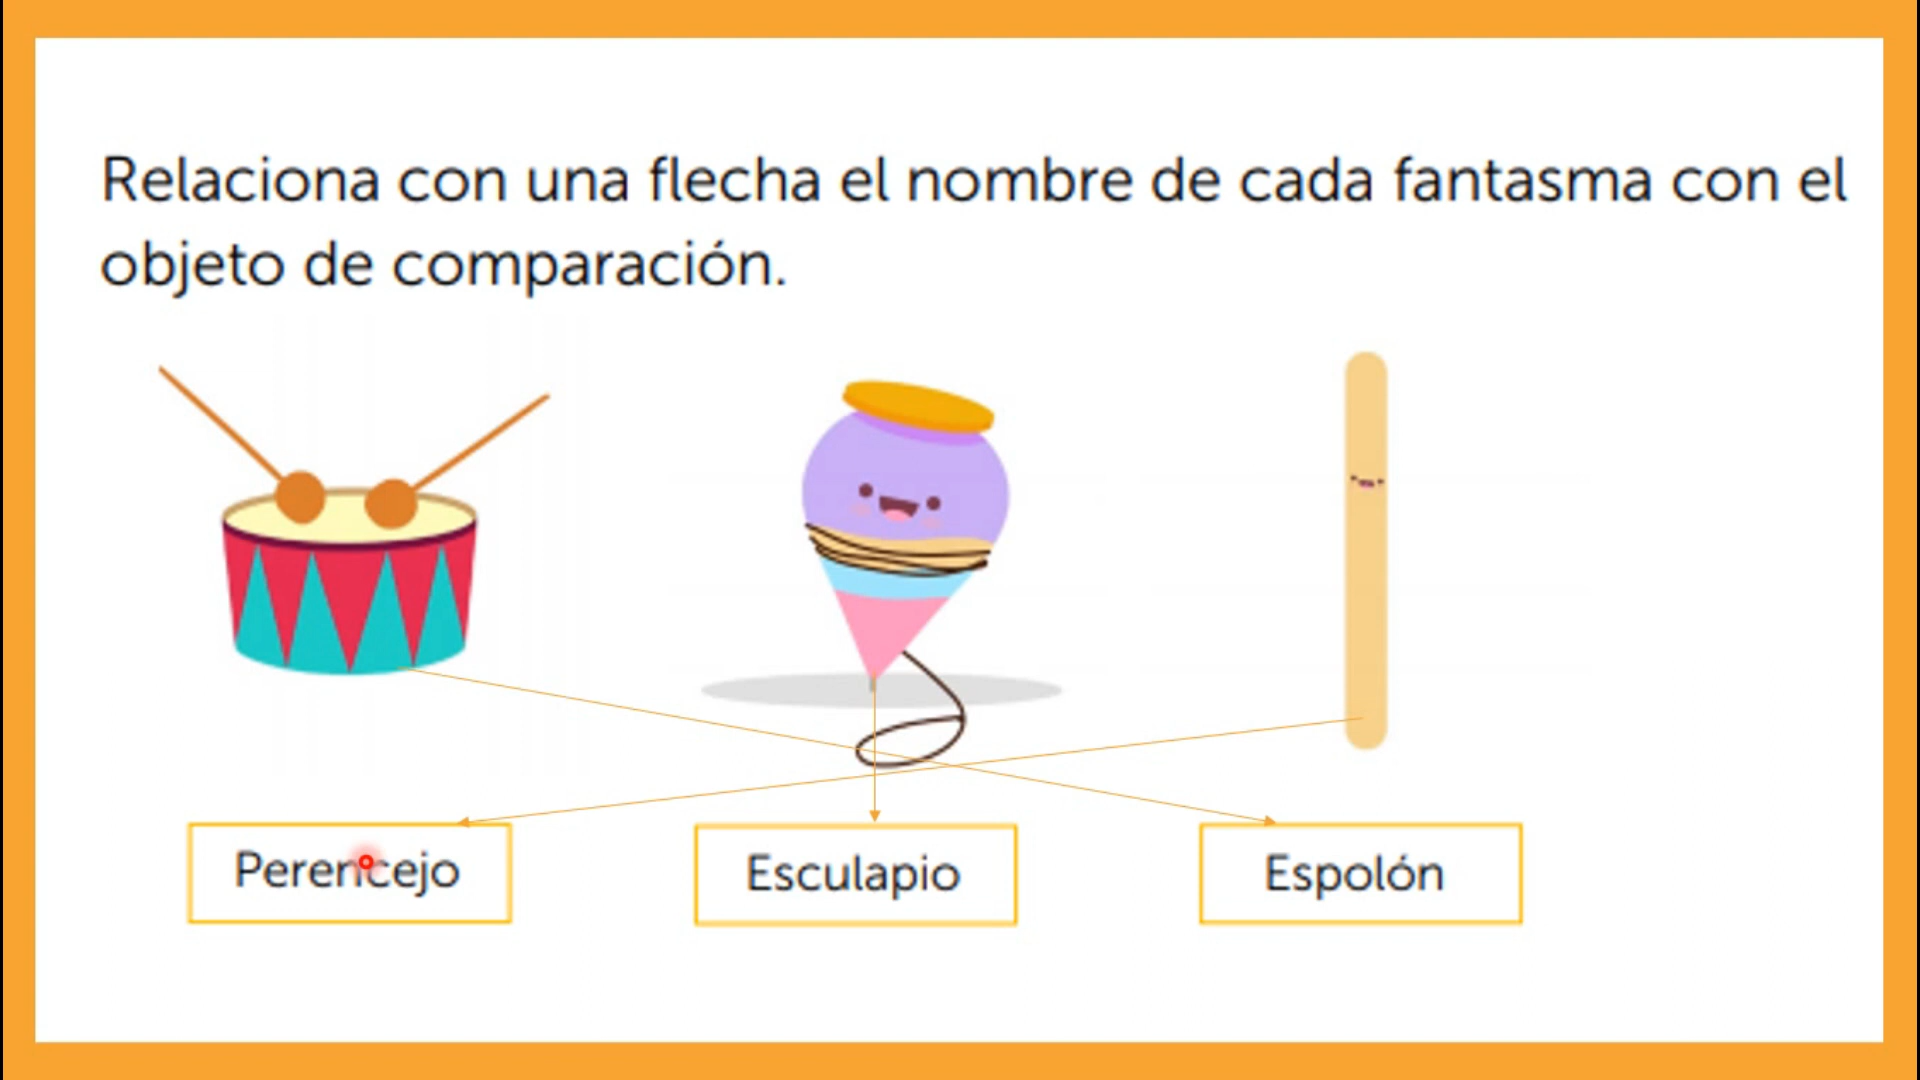 Relaciona con una flecha el nombre de cada fantasma con el
objeto de comparación.
Perencejo
Esculapio
Espolón